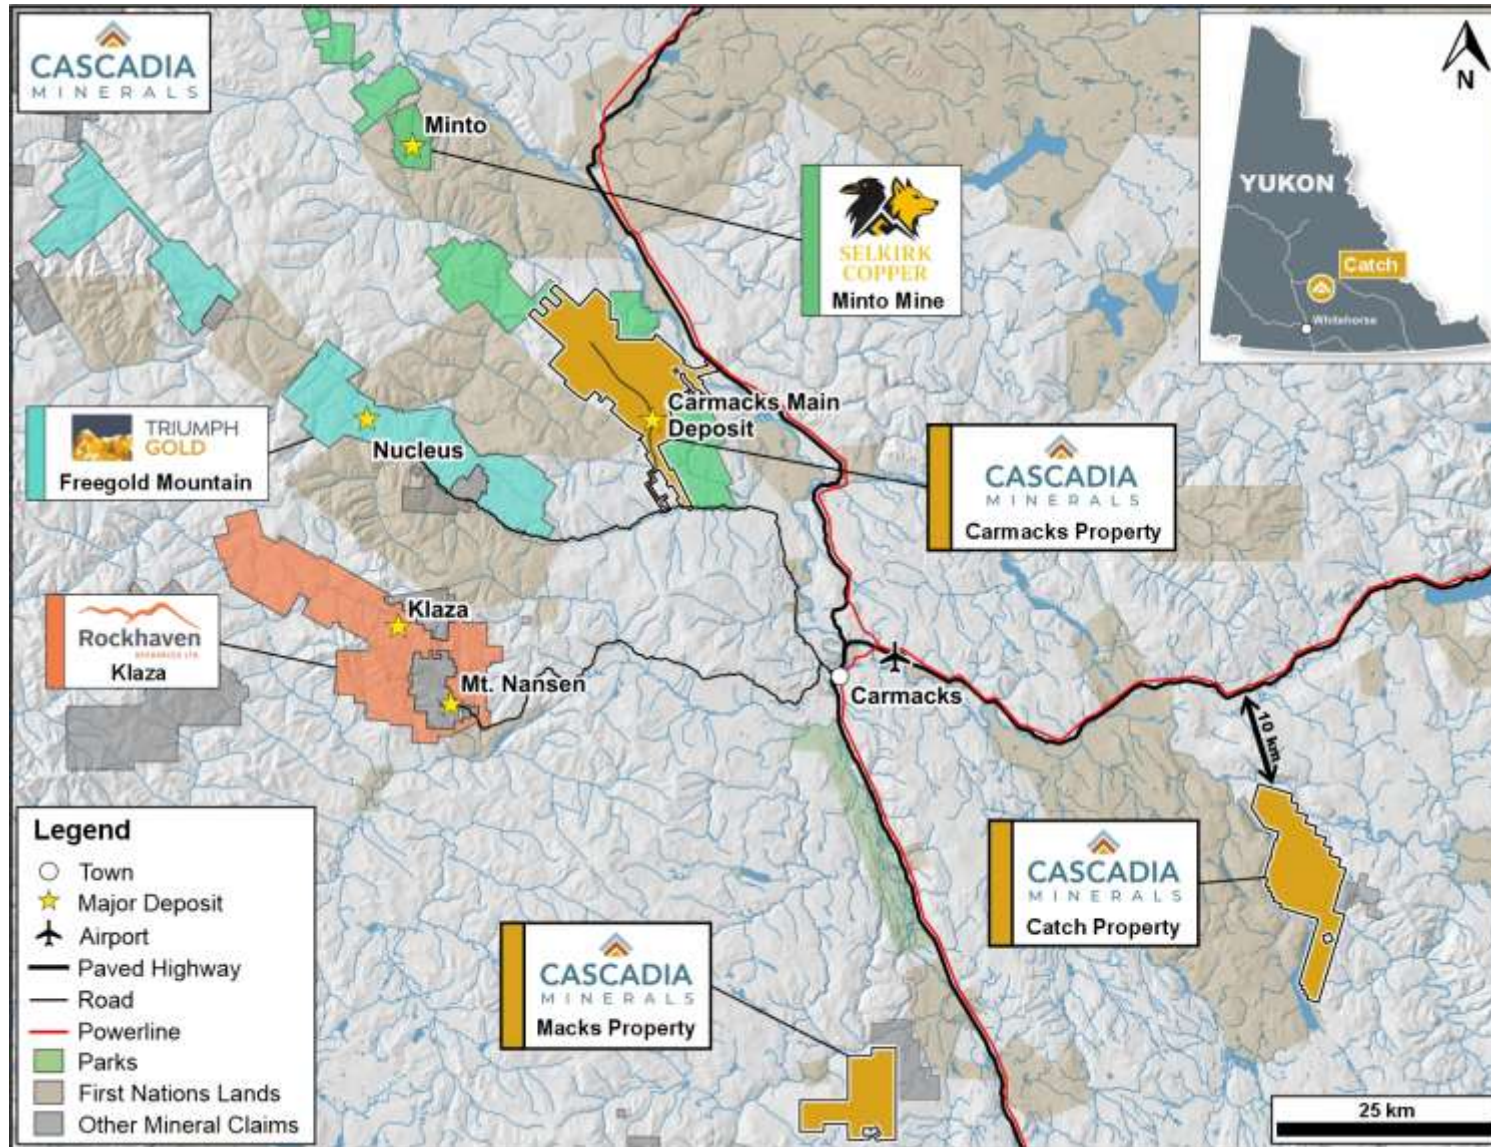 CASCADIA
MINERALS
N
YUKON
Catch
Whitehorse
Minto
SELKIRK
COPPER
Minto Mine
Carmacks Main
Deposit
Nucleus
TRIUMPH
GOLD
Freegold Mountain
CASCADIA
MINERALS
Carmacks Property
Rockhaven
RESOURCES LTD.
Klaza
Klaza
Mt. Nansen
Carmacks
10 km
CASCADIA
MINERALS
Catch Property
CASCADIA
MINERALS
Macks Property
Legend
Town
Major Deposit
Airport
Paved Highway
Road
Powerline
Parks
First Nations Lands
Other Mineral Claims
25 km